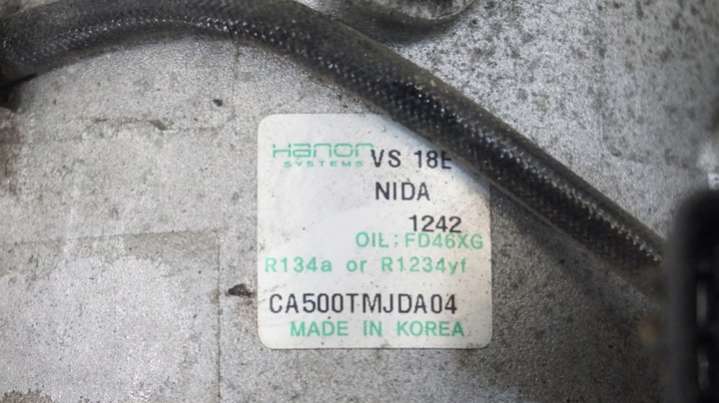 Hanon SYSTEMS VS 18E
NIDA
1242
OIL: FD46XG
R134a or R1234yf
CA500TMJDA04
MADE IN KOREA